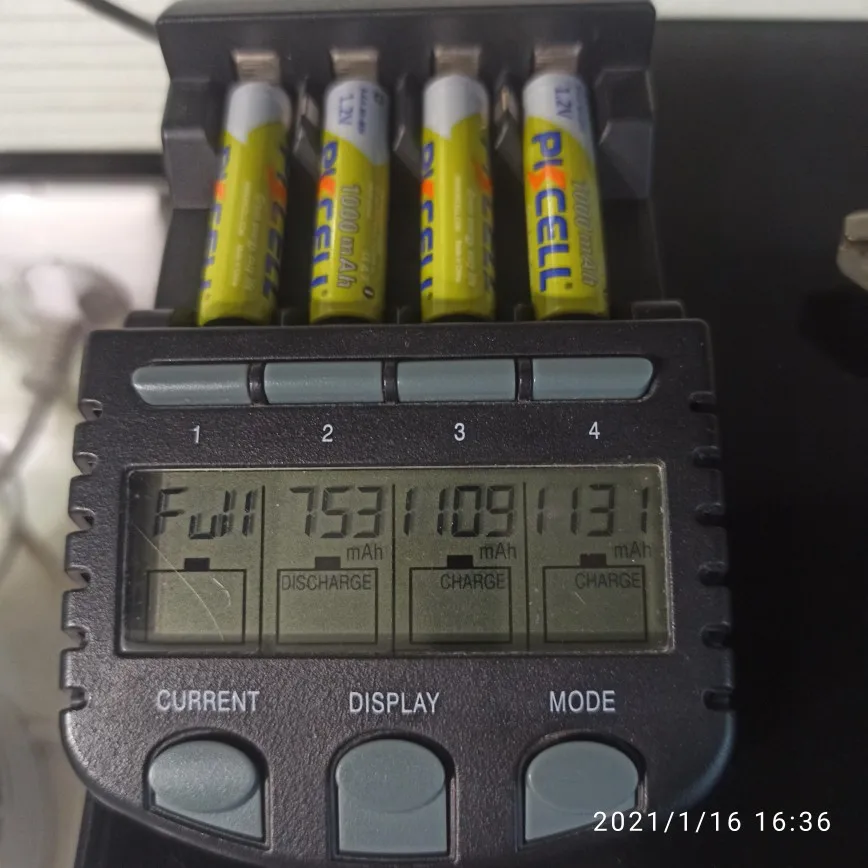 1.2V
1.2V
PKCELL
PKCELL
1000 mAh
PKCELL
PKCELL
1000 mAh
1 2 3 4
Full 753 1109 1131
mAh mAh mAh
DISCHARGE CHARGE CHARGE
CURRENT DISPLAY MODE
2021/1/16 16:36